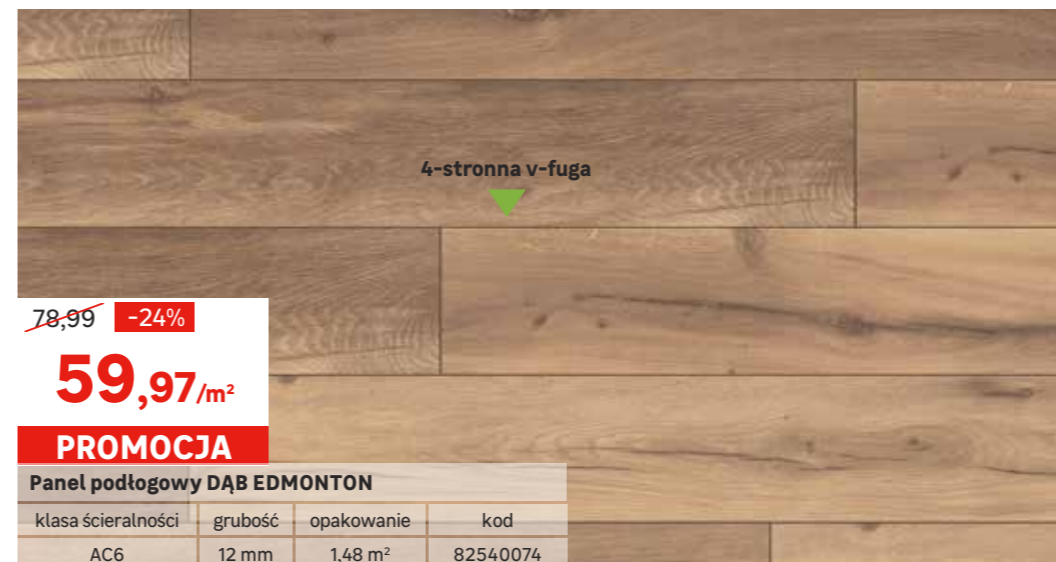 4-stronna v-fuga
78,99 -24%
59,97/m²
PROMOCJA
Panel podłogowy DĄB EDMONTON
klasa ścieralności grubość opakowanie kod
AC6 12 mm 1,48 m² 82540074